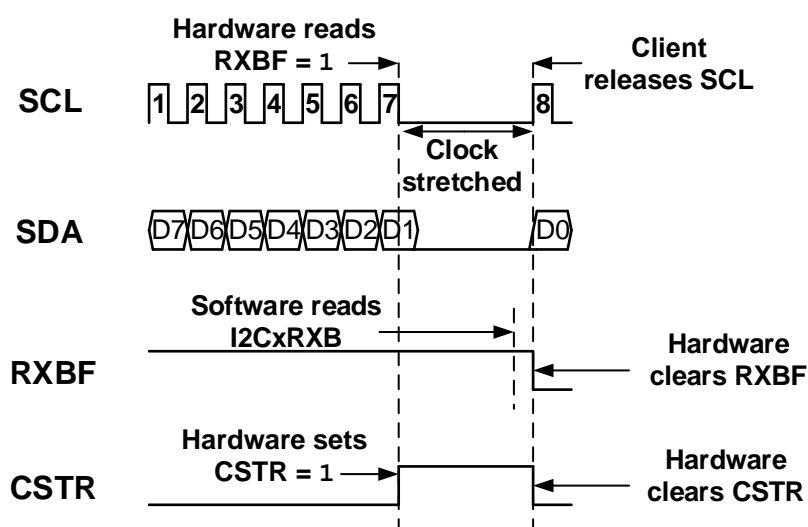 Hardware reads
RXBF = 1
Client
releases SCL
SCL
1 2 3 4 5 6 7 8
Clock
stretched
SDA
D7 D6 D5 D4 D3 D2 D1 D0
Software reads
I2CxRXB
RXBF
Hardware
clears RXBF
Hardware sets
CSTR = 1
CSTR
Hardware
clears CSTR